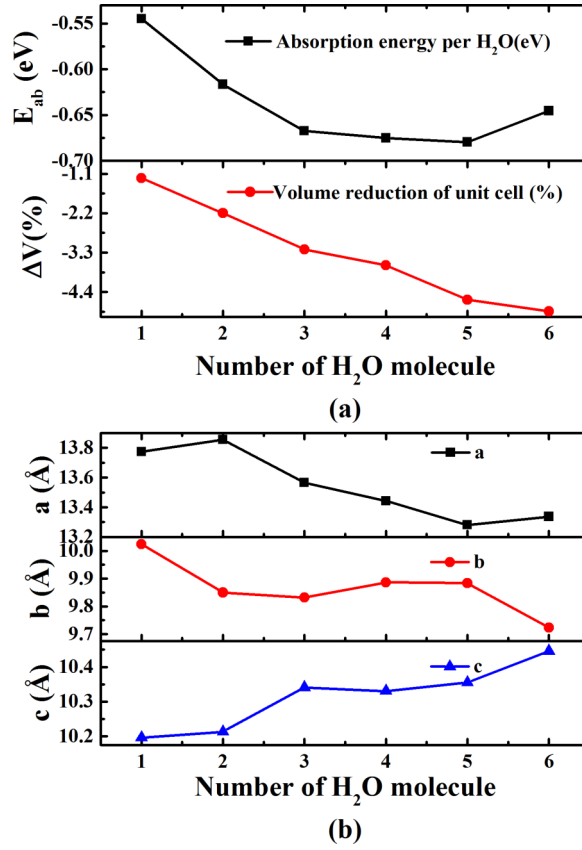 -0.55
-0.60
-0.65
-0.70
E_ab (eV)
Absorption energy per H₂O(eV)
-1.1
-2.2
-3.3
-4.4
ΔV(%)
Volume reduction of unit cell (%)
1 2 3 4 5 6
Number of H₂O molecule
(a)
13.8
13.6
13.4
13.2
a (Å)
a
10.0
9.9
9.8
9.7
b (Å)
b
10.4
10.3
10.2
c (Å)
c
1 2 3 4 5 6
Number of H₂O molecule
(b)